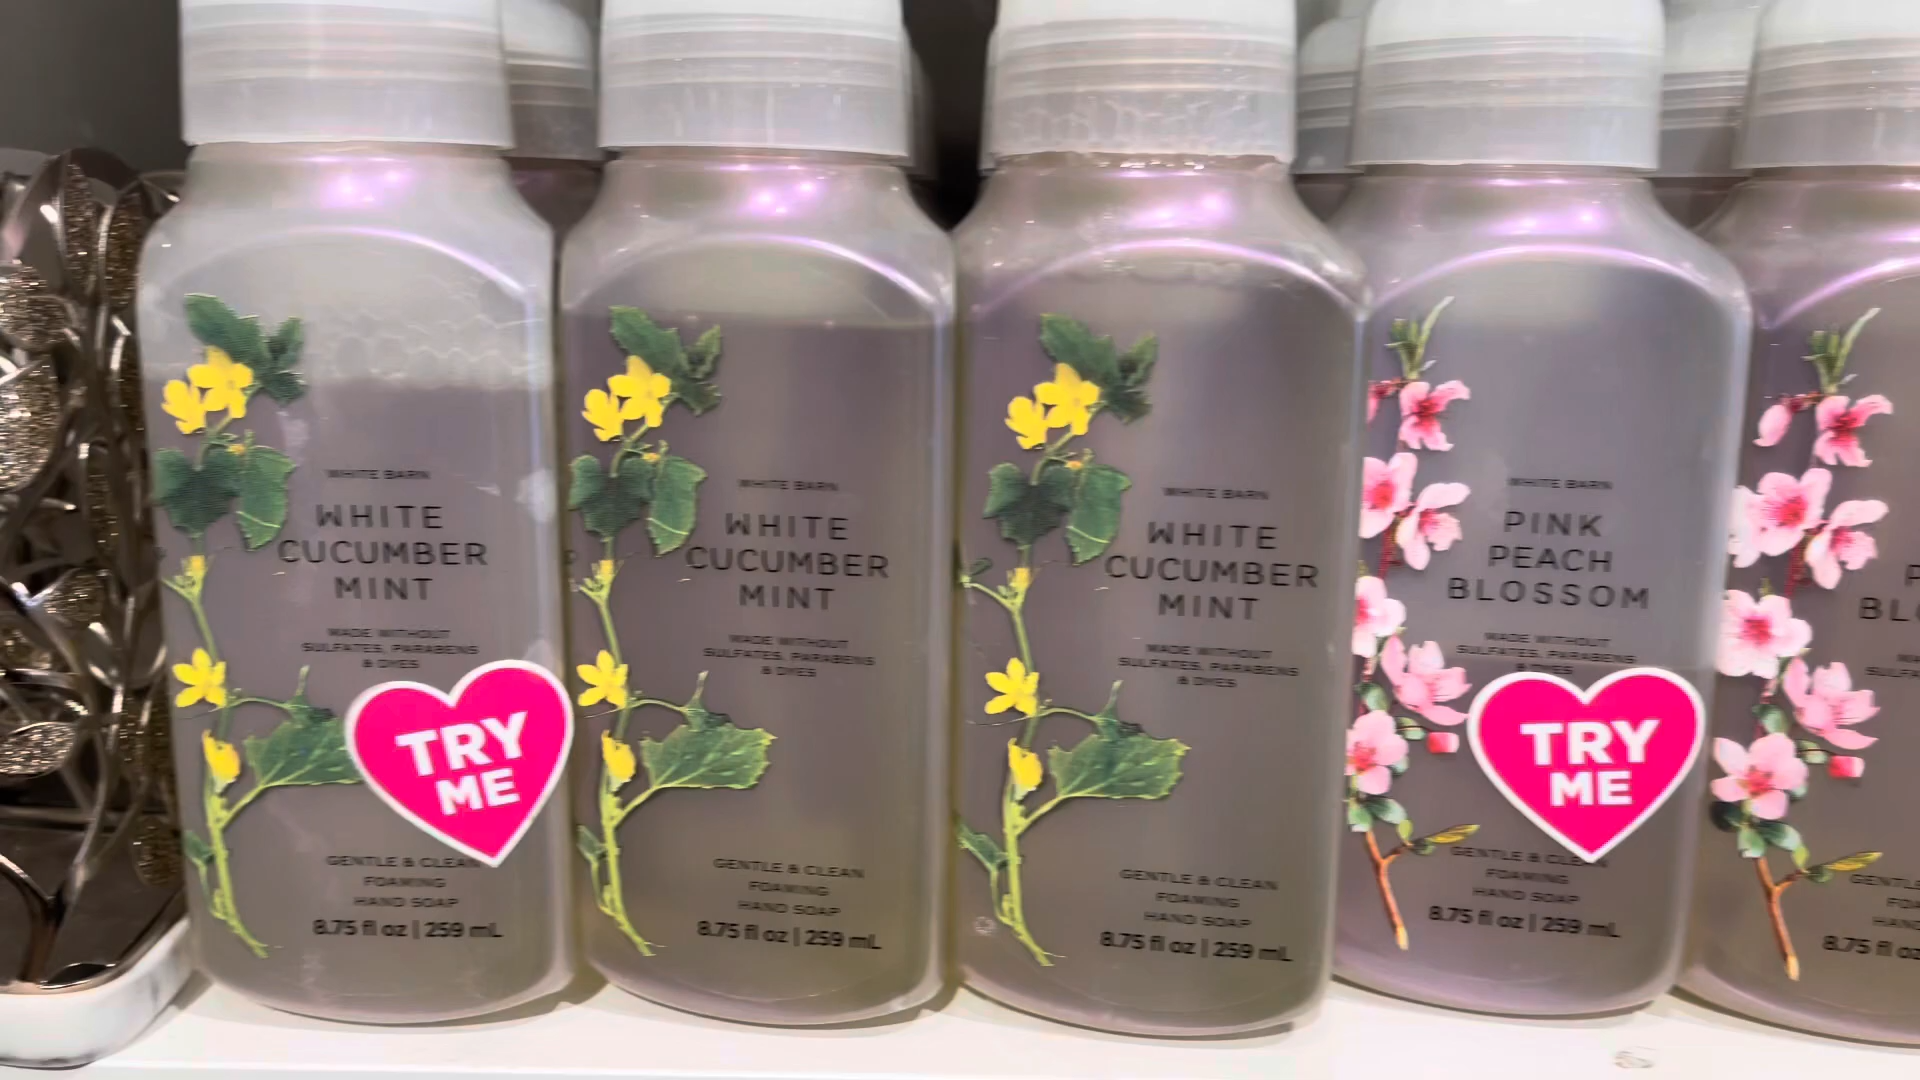 WHITE BARN
WHITE
CUCUMBER
MINT
MADE WITHOUT
SULFATES, PARABENS
& DYES
TRY
ME
GENTLE & CLEAN
FOAMING
HAND SOAP
8.75 fl oz | 259 mL
WHITE BARN
WHITE
CUCUMBER
MINT
MADE WITHOUT
SULFATES, PARABENS
& DYES
GENTLE & CLEAN
FOAMING
HAND SOAP
8.75 fl oz | 259 mL
WHITE BARN
WHITE
CUCUMBER
MINT
MADE WITHOUT
SULFATES, PARABENS
& DYES
GENTLE & CLEAN
FOAMING
HAND SOAP
8.75 fl oz | 259 mL
WHITE BARN
PINK
PEACH
BLOSSOM
MADE WITHOUT
SULFATES, PARABENS
& DYES
TRY
ME
GENTLE & CLEAN
FOAMING
HAND SOAP
8.75 fl oz | 259 mL
8.75 fl oz